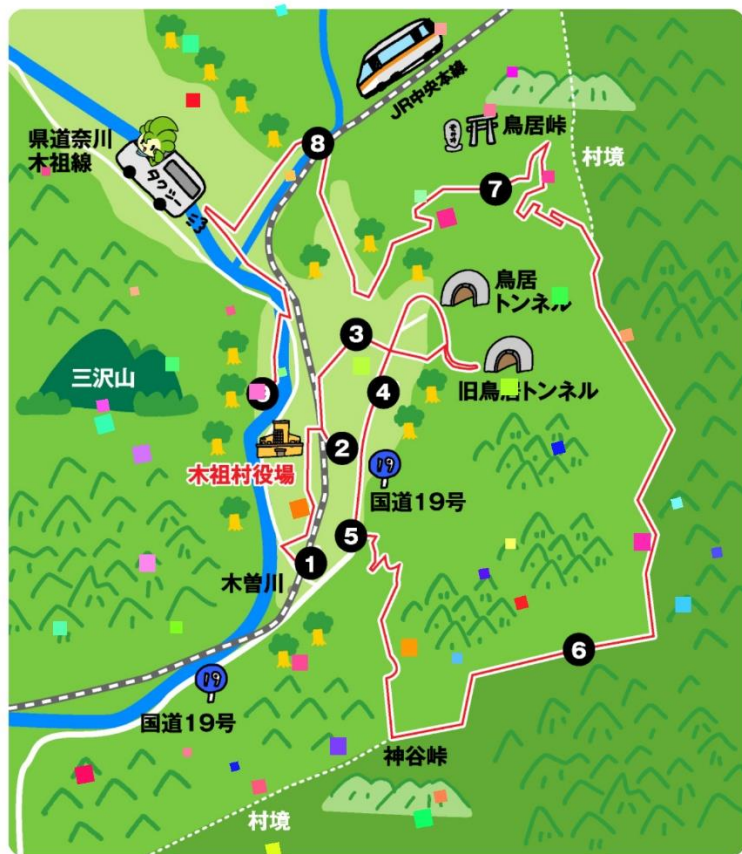 JR中央本線
8
県道奈川
木祖線
タクシー
鳥居峠
村境
7
鳥居
トンネル
3
旧鳥居トンネル
三沢山
4
2
木祖村役場
19
国道19号
5
1
木曽川
6
19
国道19号
神谷峠
村境